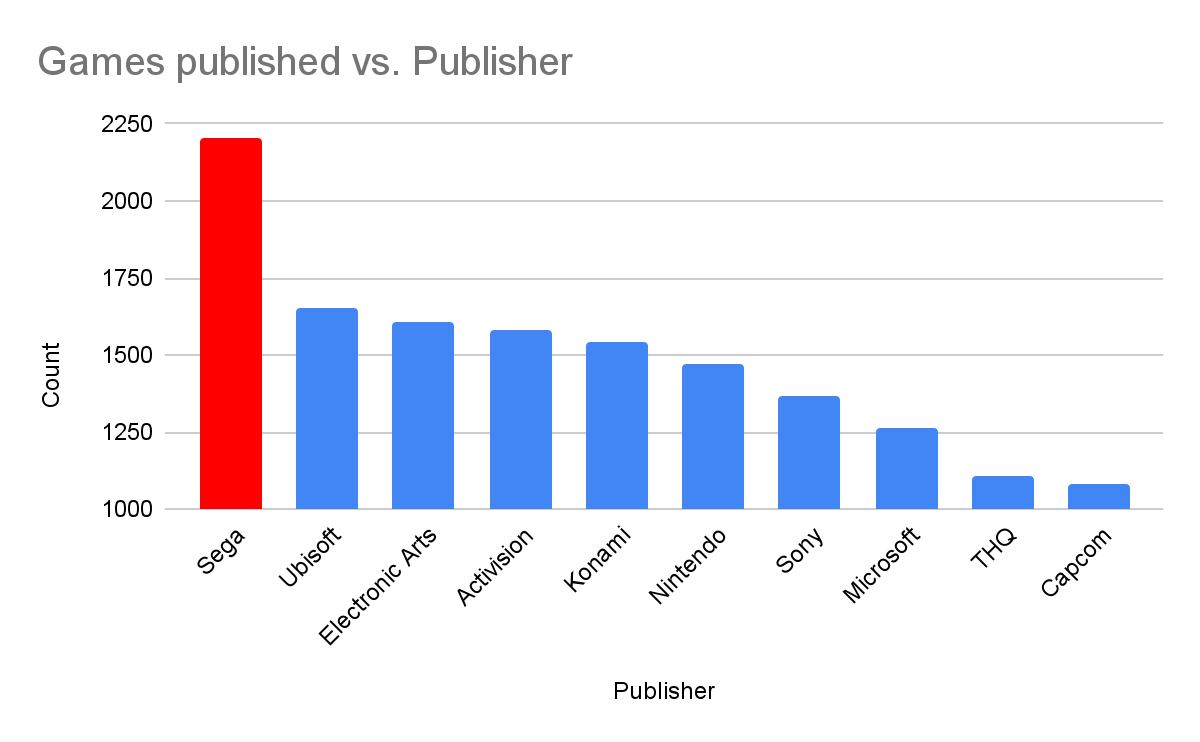 Games published vs. Publisher
2250
2000
1750
1500
1250
1000
Count
Sega
Ubisoft
Electronic Arts
Activision
Konami
Nintendo
Sony
Microsoft
THQ
Capcom
Publisher